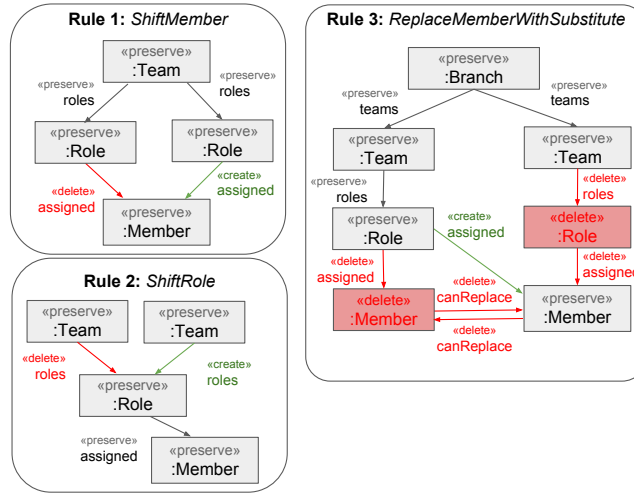 Rule 1: ShiftMember
«preserve»
:Team
«preserve»
roles
«preserve»
roles
«preserve»
:Role
«preserve»
:Role
«delete»
assigned
«create»
assigned
«preserve»
:Member
Rule 2: ShiftRole
«preserve»
:Team
«preserve»
:Team
«delete»
roles
«create»
roles
«preserve»
:Role
«preserve»
assigned
«preserve»
:Member
Rule 3: ReplaceMemberWithSubstitute
«preserve»
:Branch
«preserve»
teams
«preserve»
teams
«preserve»
:Team
«preserve»
:Team
«preserve»
roles
«delete»
roles
«preserve»
:Role
«create»
assigned
«delete»
:Role
«delete»
assigned
«delete»
assigned
«delete»
canReplace
«delete»
:Member
«preserve»
:Member
«delete»
canReplace